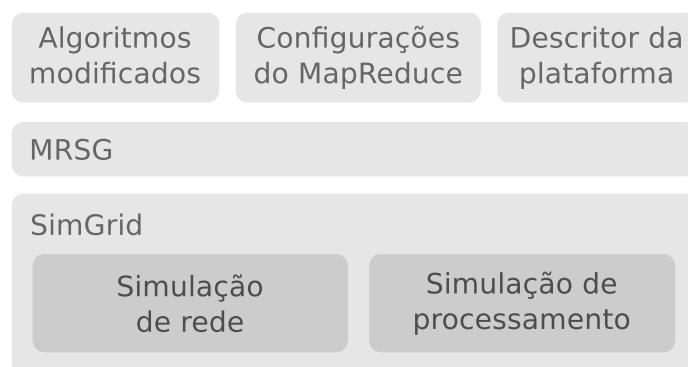 Algoritmos
modificados
Configurações
do MapReduce
Descritor da
plataforma
MRSG
SimGrid
Simulação
de rede
Simulação de
processamento